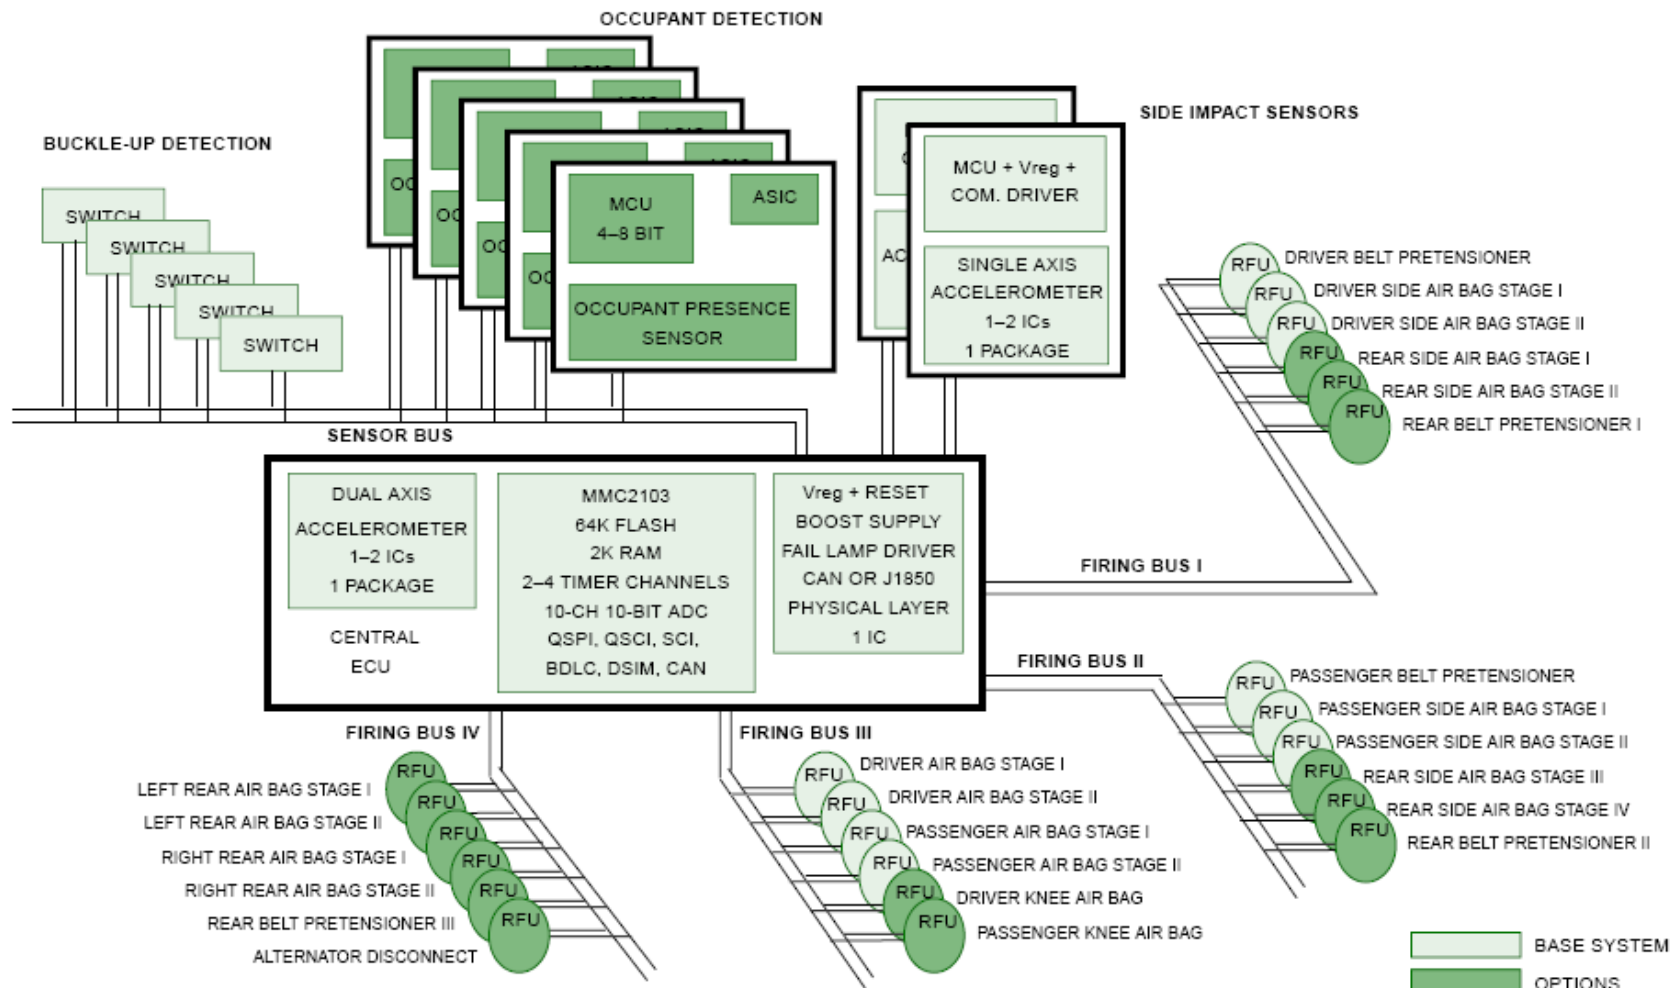 OCCUPANT DETECTION
BUCKLE-UP DETECTION
SIDE IMPACT SENSORS
SWITCH
SWITCH
SWITCH
SWITCH
SWITCH
ASIC
ASIC
ASIC
ASIC
OC
OC
OC
OC
MCU
4–8 BIT
ASIC
OCCUPANT PRESENCE
SENSOR
AC
MCU + Vreg +
COM. DRIVER
SINGLE AXIS
ACCELEROMETER
1–2 ICs
1 PACKAGE
SENSOR BUS
DUAL AXIS
ACCELEROMETER
1–2 ICs
1 PACKAGE
CENTRAL
ECU
MMC2103
64K FLASH
2K RAM
2–4 TIMER CHANNELS
10-CH 10-BIT ADC
QSPI, QSCI, SCI,
BDLC, DSIM, CAN
Vreg + RESET
BOOST SUPPLY
FAIL LAMP DRIVER
CAN OR J1850
PHYSICAL LAYER
1 IC
FIRING BUS I
RFU DRIVER BELT PRETENSIONER
RFU DRIVER SIDE AIR BAG STAGE I
RFU DRIVER SIDE AIR BAG STAGE II
RFU REAR SIDE AIR BAG STAGE I
RFU REAR SIDE AIR BAG STAGE II
RFU REAR BELT PRETENSIONER I
FIRING BUS II
RFU PASSENGER BELT PRETENSIONER
RFU PASSENGER SIDE AIR BAG STAGE I
RFU PASSENGER SIDE AIR BAG STAGE II
RFU REAR SIDE AIR BAG STAGE III
RFU REAR SIDE AIR BAG STAGE IV
RFU REAR BELT PRETENSIONER II
FIRING BUS IV
LEFT REAR AIR BAG STAGE I RFU
LEFT REAR AIR BAG STAGE II RFU
RIGHT REAR AIR BAG STAGE I RFU
RIGHT REAR AIR BAG STAGE II RFU
REAR BELT PRETENSIONER III RFU
ALTERNATOR DISCONNECT RFU
FIRING BUS III
RFU DRIVER AIR BAG STAGE I
RFU DRIVER AIR BAG STAGE II
RFU PASSENGER AIR BAG STAGE I
RFU PASSENGER AIR BAG STAGE II
RFU DRIVER KNEE AIR BAG
RFU PASSENGER KNEE AIR BAG
BASE SYSTEM
OPTIONS